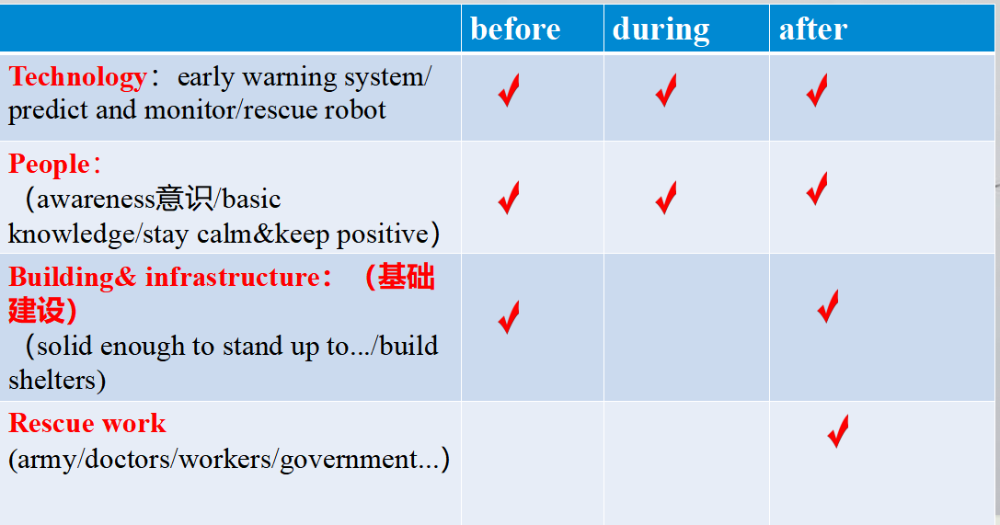 before during after
Technology：early warning system/
predict and monitor/rescue robot
✓ ✓ ✓
People：
（awareness意识/basic
knowledge/stay calm&keep positive）
✓ ✓ ✓
Building& infrastructure：（基础
建设）
（solid enough to stand up to.../build
shelters)
✓ ✓
Rescue work
(army/doctors/workers/government...）
✓